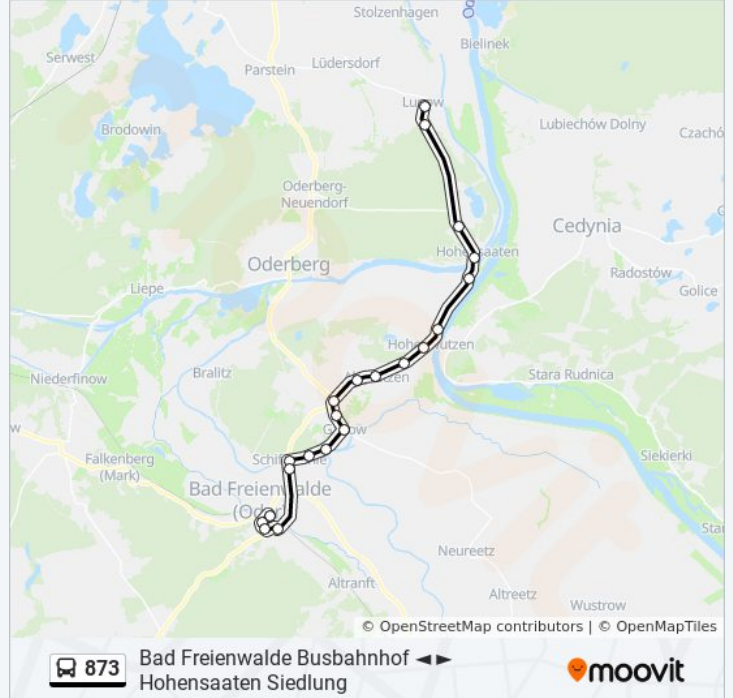 Stolzenhagen
Od
Bielinek
Serwest
Parstein
Lüdersdorf
Lubiechów Dolny
Brodowin
Czachó
Oderberg-
Neuendorf
Cedynia
Oderberg
Radostów
Liepe
Golice
Bralitz
Stara Rudnica
Niederfinow
w
Falkenberg
(Mark)
Siekierki
Bad Freienwalde
Neureetz
Altranft
Altreetz
Wustrow
© OpenStreetMap contributors | © OpenMapTiles
873
Bad Freienwalde Busbahnhof ◄ ►
Hohensaaten Siedlung
moovit